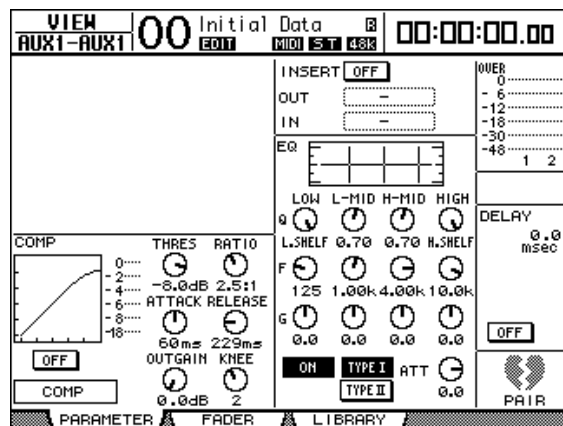 VIEW
AUX1-AUX1
00
Initial Data R
EDIT
MIDI S.T 48k
00:00:00.00
INSERT OFF
OUT -
IN -
OVER
0
- 6
-12
-18
-30
-48
1 2
EQ
LOW L-MID H-MID HIGH
Q
L.SHELF 0.70 0.70 H.SHELF
F
125 1.00k 4.00k 10.0k
G
0.0 0.0 0.0 0.0
ON TYPE I ATT
TYPE II 0.0
DELAY
0.0
msec
OFF
PAIR
COMP
0
- 2
- 4
- 6
- 8
-18
OFF
COMP
THRES RATIO
-8.0dB 2.5:1
ATTACK RELEASE
60ms 229ms
OUTGAIN KNEE
0.0dB 2
PARAMETER FADER LIBRARY